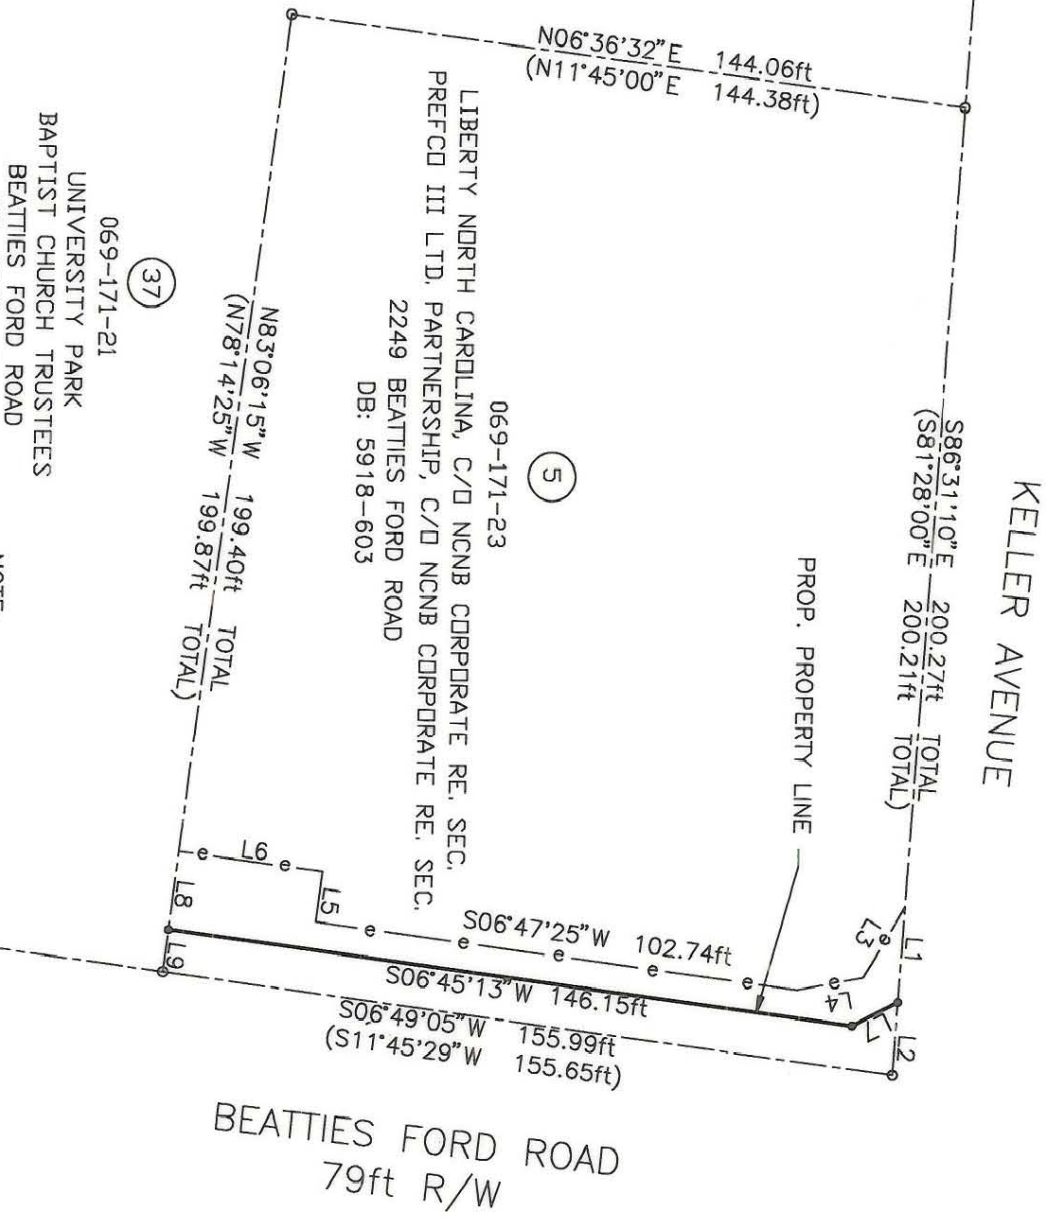 KELLER AVENUE
S86°31'10"E 200.27ft TOTAL
(S81°28'00"E 200.21ft TOTAL)
N06°36'32"E 144.06ft
(N11°45'00"E 144.38ft)
PROP. PROPERTY LINE
5
069-171-23
LIBERTY NORTH CAROLINA, C/O NCNB CORPORATE RE. SEC.
PREFCO III LTD. PARTNERSHIP, C/O NCNB CORPORATE RE. SEC.
2249 BEATTIES FORD ROAD
DB: 5918-603
L1
L2
L3
e
L4
e
L7
e
e
e
e
e
S06°47'25"W 102.74ft
S06°45'13"W 146.15ft
S06°49'05"W 155.99ft
(S11°45'29"W 155.65ft)
L5
e
L6
e
L8
L9
N83°06'15"W 199.40ft TOTAL
(N78°14'25"W 199.87ft TOTAL)
37
069-171-21
UNIVERSITY PARK
BAPTIST CHURCH TRUSTEES
BEATTIES FORD ROAD
BEATTIES FORD ROAD
79ft R/W